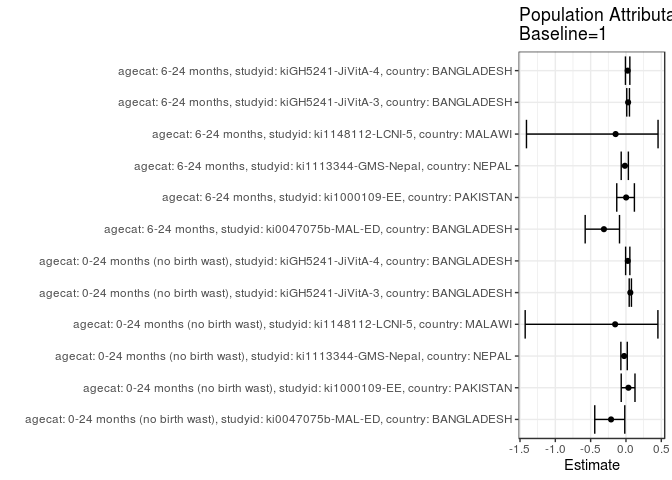 Population Attributa
Baseline=1
agecat: 6-24 months, studyid: kiGH5241-JiVitA-4, country: BANGLADESH
agecat: 6-24 months, studyid: kiGH5241-JiVitA-3, country: BANGLADESH
agecat: 6-24 months, studyid: ki1148112-LCNI-5, country: MALAWI
agecat: 6-24 months, studyid: ki1113344-GMS-Nepal, country: NEPAL
agecat: 6-24 months, studyid: ki1000109-EE, country: PAKISTAN
agecat: 6-24 months, studyid: ki0047075b-MAL-ED, country: BANGLADESH
agecat: 0-24 months (no birth wast), studyid: kiGH5241-JiVitA-4, country: BANGLADESH
agecat: 0-24 months (no birth wast), studyid: kiGH5241-JiVitA-3, country: BANGLADESH
agecat: 0-24 months (no birth wast), studyid: ki1148112-LCNI-5, country: MALAWI
agecat: 0-24 months (no birth wast), studyid: ki1113344-GMS-Nepal, country: NEPAL
agecat: 0-24 months (no birth wast), studyid: ki1000109-EE, country: PAKISTAN
agecat: 0-24 months (no birth wast), studyid: ki0047075b-MAL-ED, country: BANGLADESH
-1.5 -1.0 -0.5 0.0 0.5
Estimate